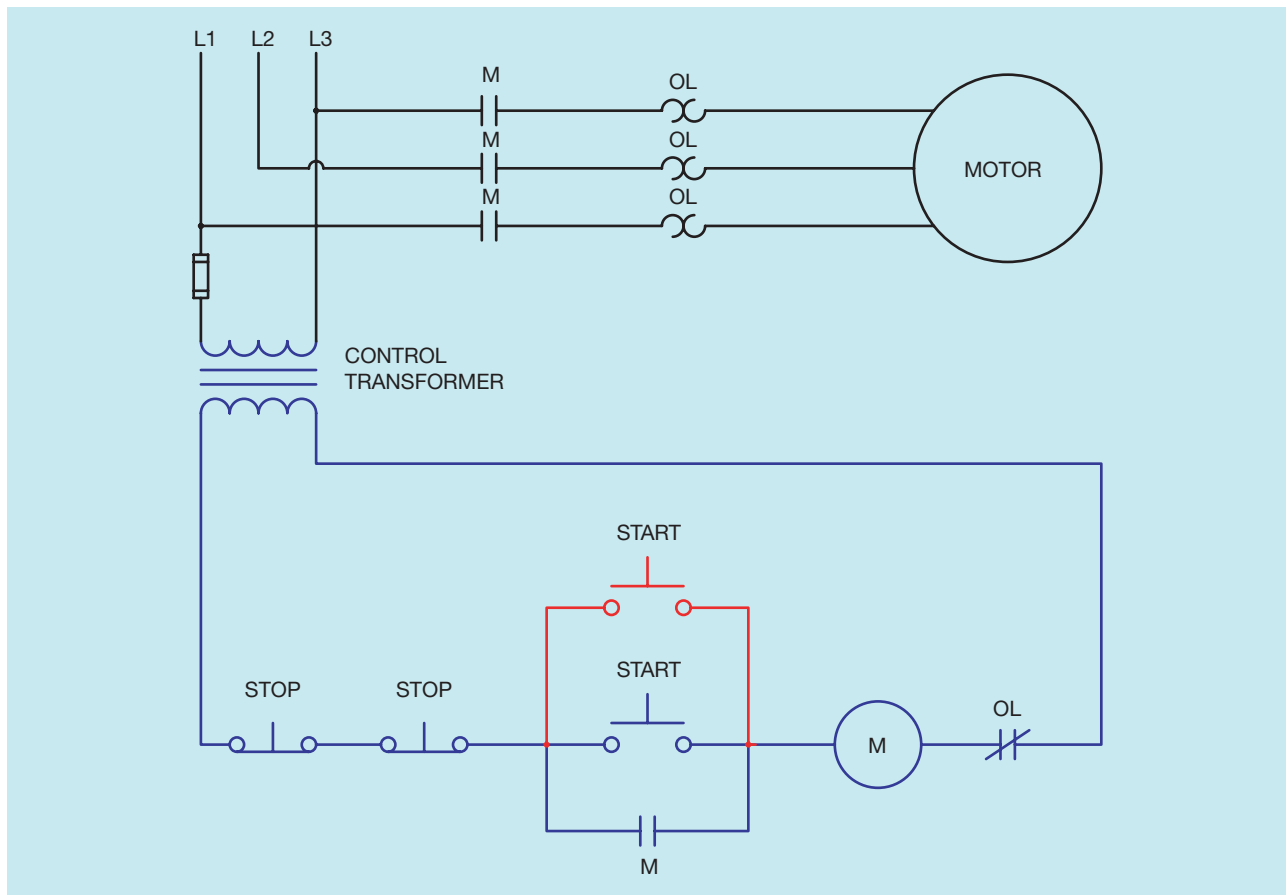 L1 L2 L3
M OL
M OL
MOTOR
M OL
CONTROL
TRANSFORMER
START
STOP STOP START
OL
M
M